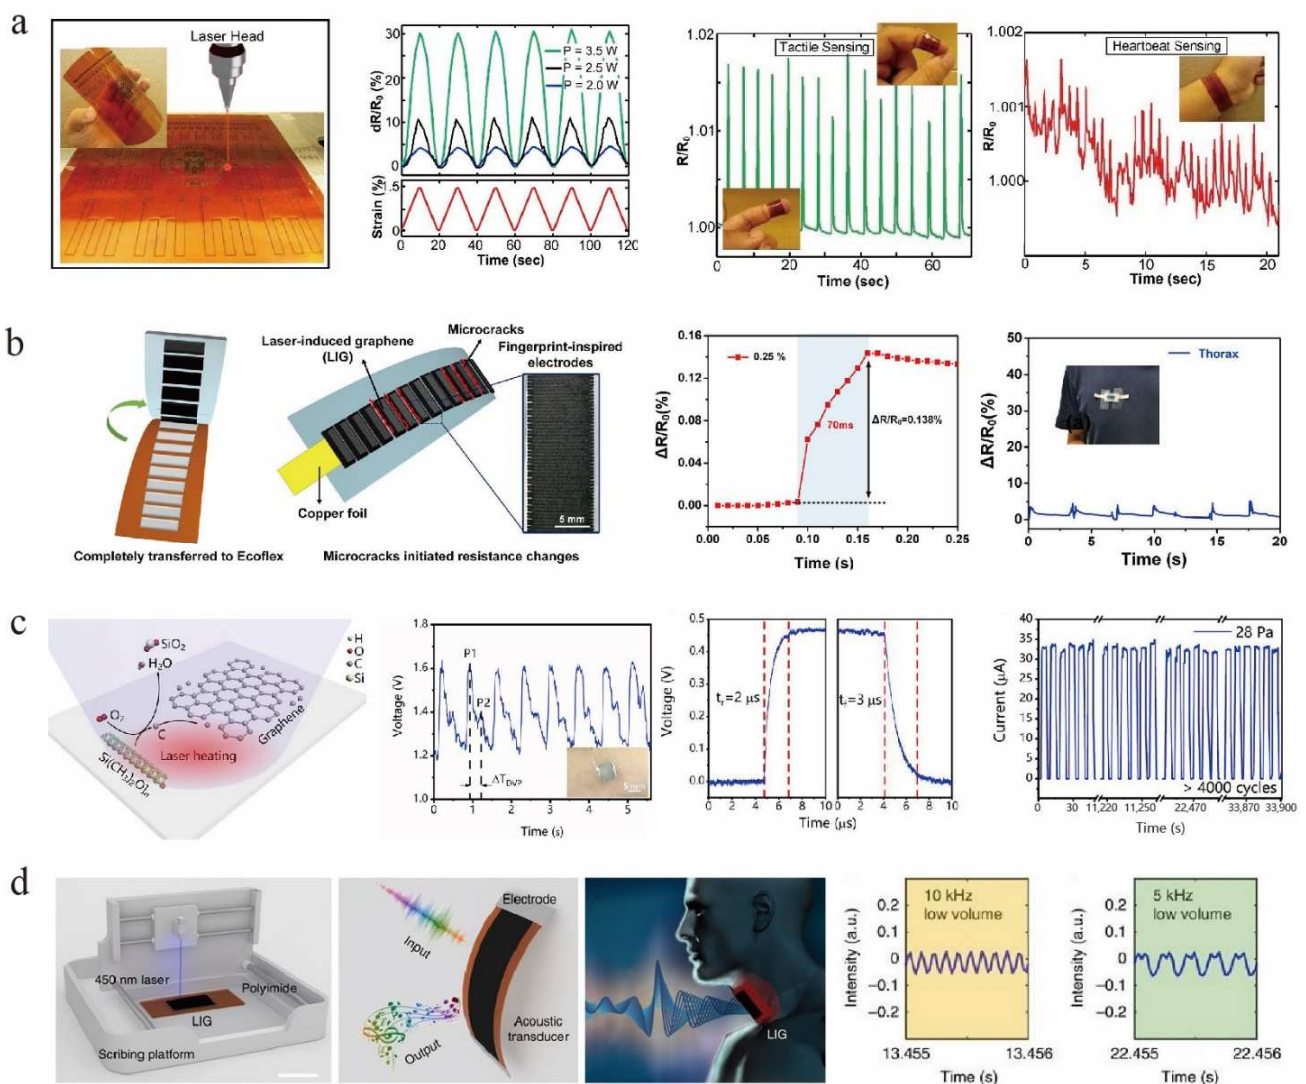 a
Laser Head
30
20
10
0
dR/R₀ (%)
P = 3.5 W
P = 2.5 W
P = 2.0 W
1.5
0
Strain (%)
0 20 40 60 80 100 120
Time (sec)
1.02
1.01
1.00
R/R₀
Tactile Sensing
0 20 40 60
Time (sec)
1.002
1.001
1.000
R/R₀
Heartbeat Sensing
0 5 10 15 20
Time (sec)
b
Completely transferred to Ecoflex
Laser-induced graphene
(LIG)
Microcracks
Fingerprint-inspired
electrodes
Copper foil
5 mm
Microcracks initiated resistance changes
0.16
0.12
0.08
0.04
0.00
ΔR/R₀(%)
0.25 %
70ms
ΔR/R₀=0.138%
0.00 0.05 0.10 0.15 0.20 0.25
Time (s)
50
40
30
20
10
0
ΔR/R₀(%)
Thorax
0 5 10 15 20
Time (s)
c
SiO₂
H₂O
O₂
C
Graphene
Laser heating
Si(CH₃)₂O]ₙ
H
O
C
Si
1.8
1.6
1.4
1.2
1.0
Voltage (V)
P1
P2
ΔT_DVP
5 mm
0 1 2 3 4 5
Time (s)
0.5
0.4
0.3
0.2
0.1
0.0
Voltage (V)
tᵣ=2 μs
tᵣ=3 μs
0 2 4 6 8 10 0 2 4 6 8 10
Time (μs)
40
35
30
25
20
15
10
5
0
Current (μA)
28 Pa
> 4000 cycles
0 30 11,220 11,250 22,470 33,870 33,900
Time (s)
d
450 nm laser
Polyimide
LIG
Scribing platform
Input
Electrode
Output
Acoustic
transducer
LIG
0.2
0.1
0
−0.1
−0.2
Intensity (a.u.)
10 kHz
low volume
13.455 13.456
Time (s)
0.2
0.1
0
−0.1
−0.2
Intensity (a.u.)
5 kHz
low volume
22.455 22.456
Time (s)